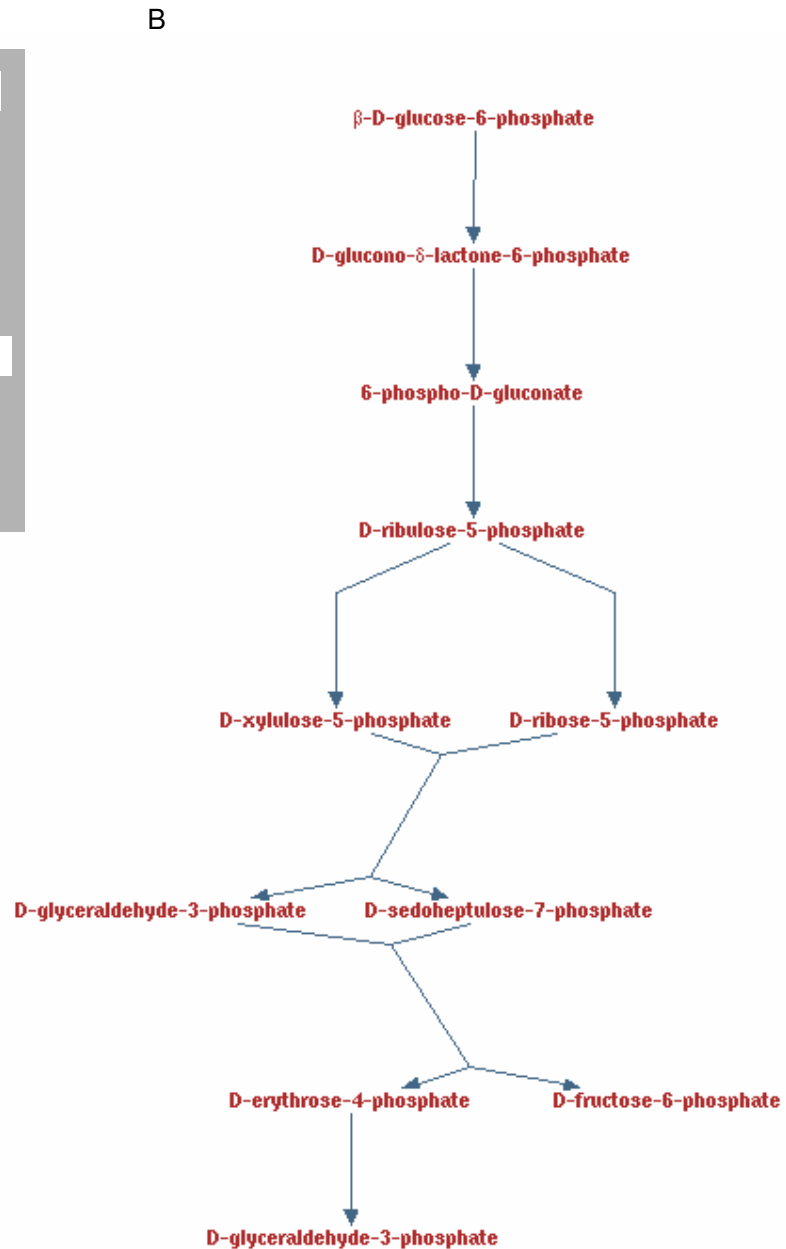 B
β-D-glucose-6-phosphate
D-glucono-δ-lactone-6-phosphate
6-phospho-D-gluconate
D-ribulose-5-phosphate
D-xylulose-5-phosphate D-ribose-5-phosphate
D-glyceraldehyde-3-phosphate D-sedoheptulose-7-phosphate
D-erythrose-4-phosphate D-fructose-6-phosphate
D-glyceraldehyde-3-phosphate